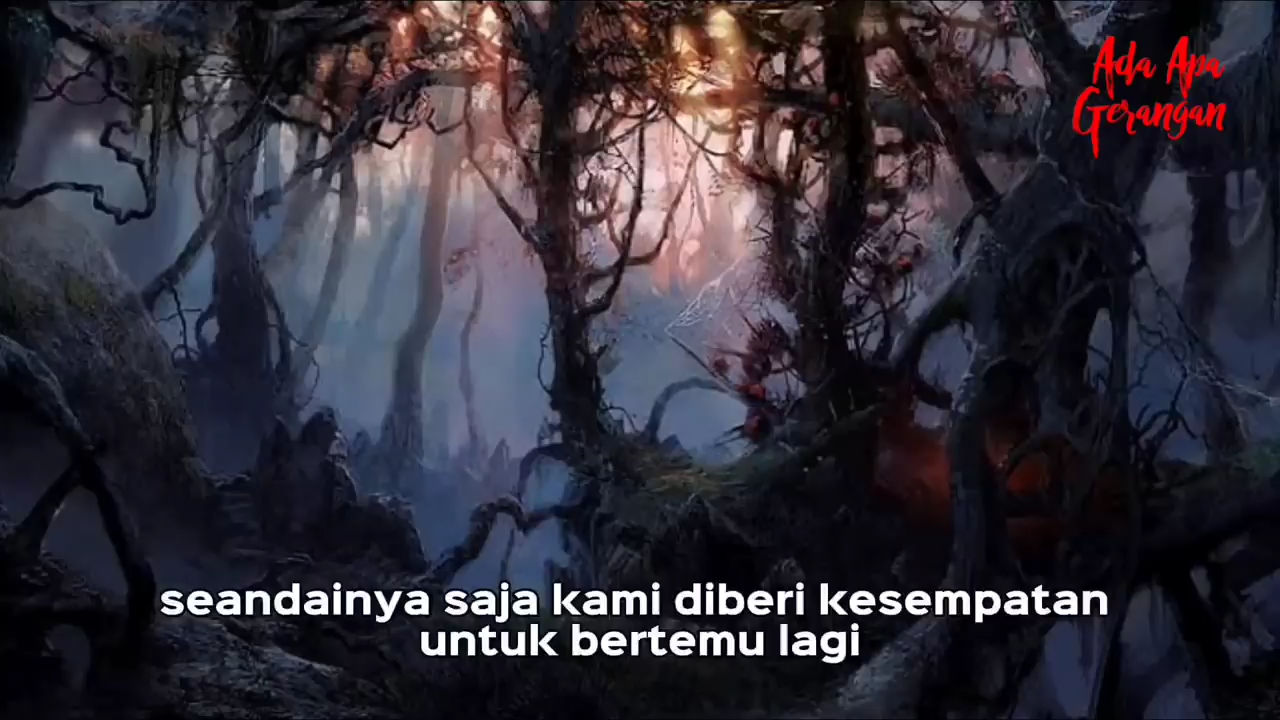 Ada Apa
Gerangan
seandainya saja kami diberi kesempatan
untuk bertemu lagi